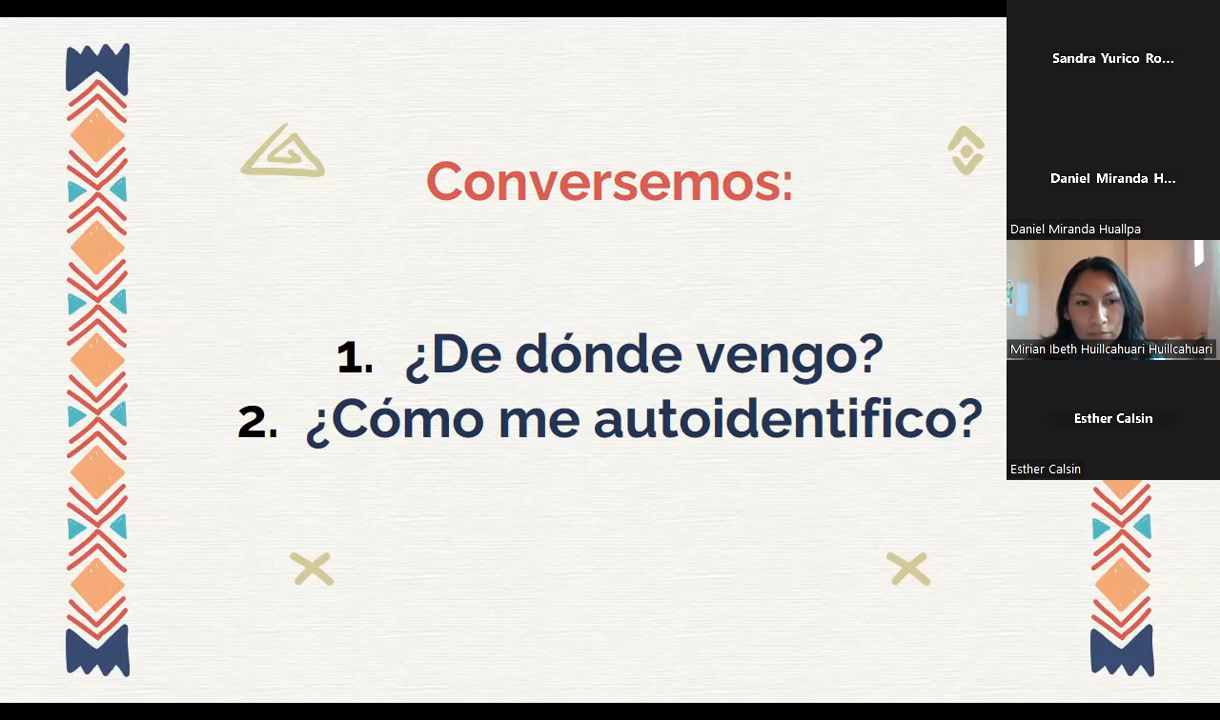 Conversemos:
1. ¿De dónde vengo?
2. ¿Cómo me autoidentifico?
Sandra Yurico Ro...
Daniel Miranda H...
Daniel Miranda Huallpa
Mirian Ibeth Huillcahuari Huillcahuari
Esther Calsin
Esther Calsin